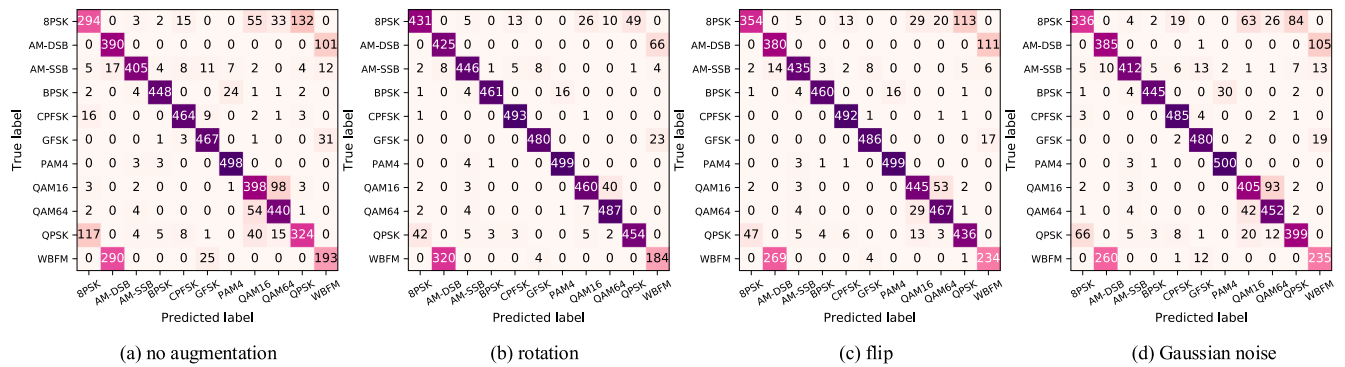 8PSK 294 0 3 2 15 0 0 55 33 132 0
AM-DSB 0 390 0 0 0 0 0 0 0 0 101
AM-SSB 5 17 405 4 8 11 7 2 0 4 12
BPSK 2 0 4 448 0 0 24 1 1 2 0
CPFSK 16 0 0 0 464 9 0 2 1 3 0
GFSK 0 0 0 1 3 467 0 1 0 0 31
PAM4 0 0 3 3 0 0 498 0 0 0 0
QAM16 3 0 2 0 0 0 1 398 98 3 0
QAM64 2 0 4 0 0 0 0 54 440 1 0
QPSK 117 0 4 5 8 1 0 40 15 324 0
WBFM 0 290 0 0 0 25 0 0 0 0 193
8PSK AM-DSB AM-SSB BPSK CPFSK GFSK PAM4 QAM16 QAM64 QPSK WBFM
True label
Predicted label
(a) no augmentation
8PSK 431 0 5 0 13 0 0 26 10 49 0
AM-DSB 0 425 0 0 0 0 0 0 0 0 66
AM-SSB 2 8 446 1 5 8 0 0 0 1 4
BPSK 1 0 4 461 0 0 16 0 0 0 0
CPFSK 1 0 0 0 493 0 0 1 0 0 0
GFSK 0 0 0 0 0 480 0 0 0 0 23
PAM4 0 0 4 1 0 0 499 0 0 0 0
QAM16 2 0 3 0 0 0 0 460 40 0 0
QAM64 2 0 4 0 0 0 1 7 487 0 0
QPSK 42 0 5 3 3 0 0 5 2 454 0
WBFM 0 320 0 0 0 4 0 0 0 0 184
8PSK AM-DSB AM-SSB BPSK CPFSK GFSK PAM4 QAM16 QAM64 QPSK WBFM
True label
Predicted label
(b) rotation
8PSK 354 0 5 0 13 0 0 29 20 113 0
AM-DSB 0 380 0 0 0 0 0 0 0 0 111
AM-SSB 2 14 435 3 2 8 0 0 0 5 6
BPSK 1 0 4 460 0 0 16 0 0 1 0
CPFSK 1 0 0 0 492 0 0 0 1 1 0
GFSK 0 0 0 0 0 486 0 0 0 0 17
PAM4 0 0 3 1 1 0 499 0 0 0 0
QAM16 2 0 3 0 0 0 0 445 53 2 0
QAM64 0 0 4 0 0 0 0 29 467 1 0
QPSK 47 0 5 4 6 0 0 13 3 436 0
WBFM 0 269 0 0 0 4 0 0 0 1 234
8PSK AM-DSB AM-SSB BPSK CPFSK GFSK PAM4 QAM16 QAM64 QPSK WBFM
True label
Predicted label
(c) flip
8PSK 336 0 4 2 19 0 0 63 26 84 0
AM-DSB 0 385 0 0 0 1 0 0 0 0 105
AM-SSB 5 10 412 5 6 13 2 1 1 7 13
BPSK 1 0 4 445 0 0 30 0 0 2 0
CPFSK 3 0 0 0 485 4 0 0 2 1 0
GFSK 0 0 0 0 2 480 0 2 0 0 19
PAM4 0 0 3 1 0 0 500 0 0 0 0
QAM16 2 0 3 0 0 0 0 405 93 2 0
QAM64 1 0 4 0 0 0 0 42 452 2 0
QPSK 66 0 5 3 8 1 0 20 12 399 0
WBFM 0 260 0 0 1 12 0 0 0 0 235
8PSK AM-DSB AM-SSB BPSK CPFSK GFSK PAM4 QAM16 QAM64 QPSK WBFM
True label
Predicted label
(d) Gaussian noise